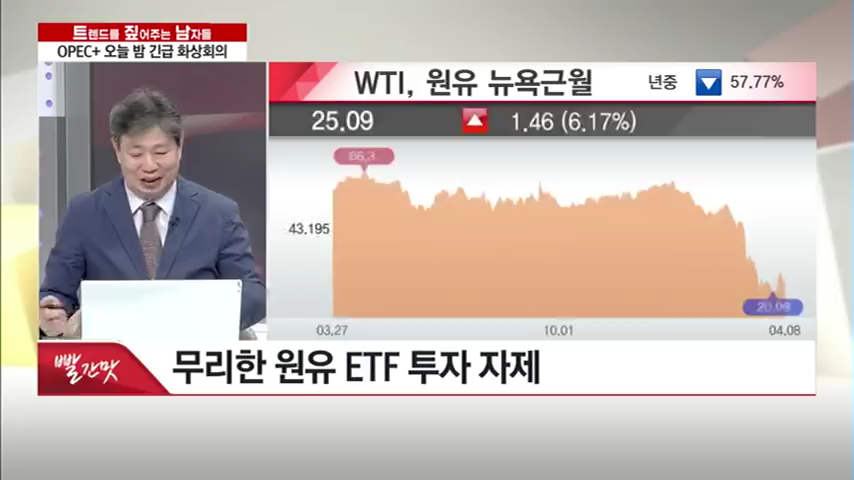 트렌드를 짚어주는 남자들
OPEC+ 오늘 밤 긴급 화상회의
WTI, 원유 뉴욕근월
년중 ▼ 57.77%
25.09 ▲ 1.46 (6.17%)
66.3
43.195
20.09
03.27 10.01 04.08
빨간맛
무리한 원유 ETF 투자 자제